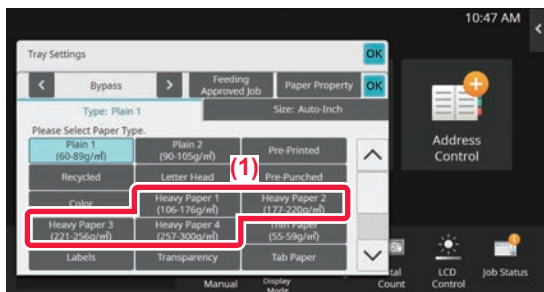 10:47 AM
Tray Settings
OK
Bypass
Feeding
Approved Job
Paper Property
OK
Type: Plain 1
Size: Auto-Inch
Please Select Paper Type.
Plain 1
(60-89g/㎡)
Plain 2
(90-105g/㎡)
Pre-Printed
Recycled
Letter Head
(1)
Pre-Punched
Color
Heavy Paper 1
(106-176g/㎡)
Heavy Paper 2
(177-220g/㎡)
Heavy Paper 3
(221-256g/㎡)
Heavy Paper 4
(257-300g/㎡)
Thin Paper
(55-59g/㎡)
Labels
Transparency
Tab Paper
Address
Control
Manual
Display
Mode
Count
LCD
Control
Job Status